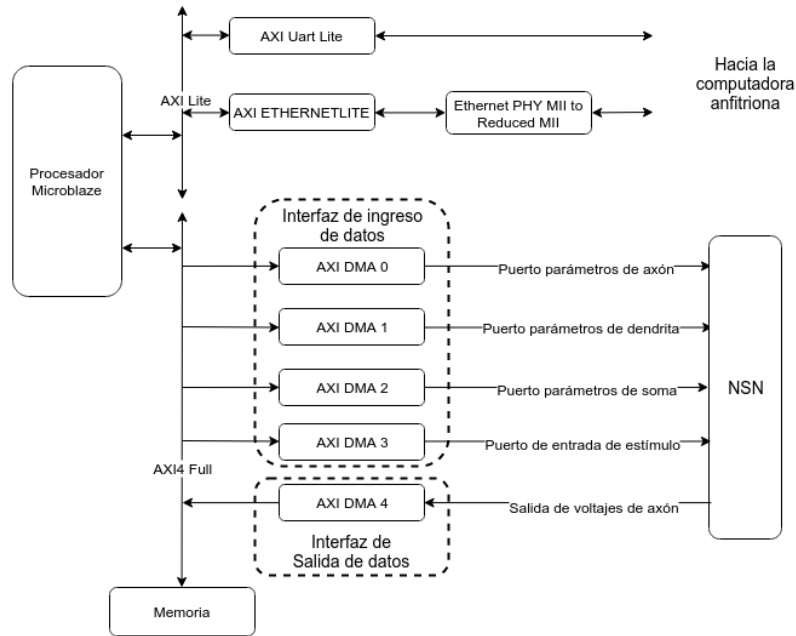 AXI Uart Lite
Hacia la
computadora
anfitriona
AXI Lite
AXI ETHERNETLITE
Ethernet PHY MII to
Reduced MII
Procesador
Microblaze
Interfaz de ingreso
de datos
AXI DMA 0
Puerto parámetros de axón
AXI DMA 1
Puerto parámetros de dendrita
AXI DMA 2
Puerto parámetros de soma
NSN
AXI DMA 3
Puerto de entrada de estímulo
AXI4 Full
AXI DMA 4
Salida de voltajes de axón
Interfaz de
Salida de datos
Memoria